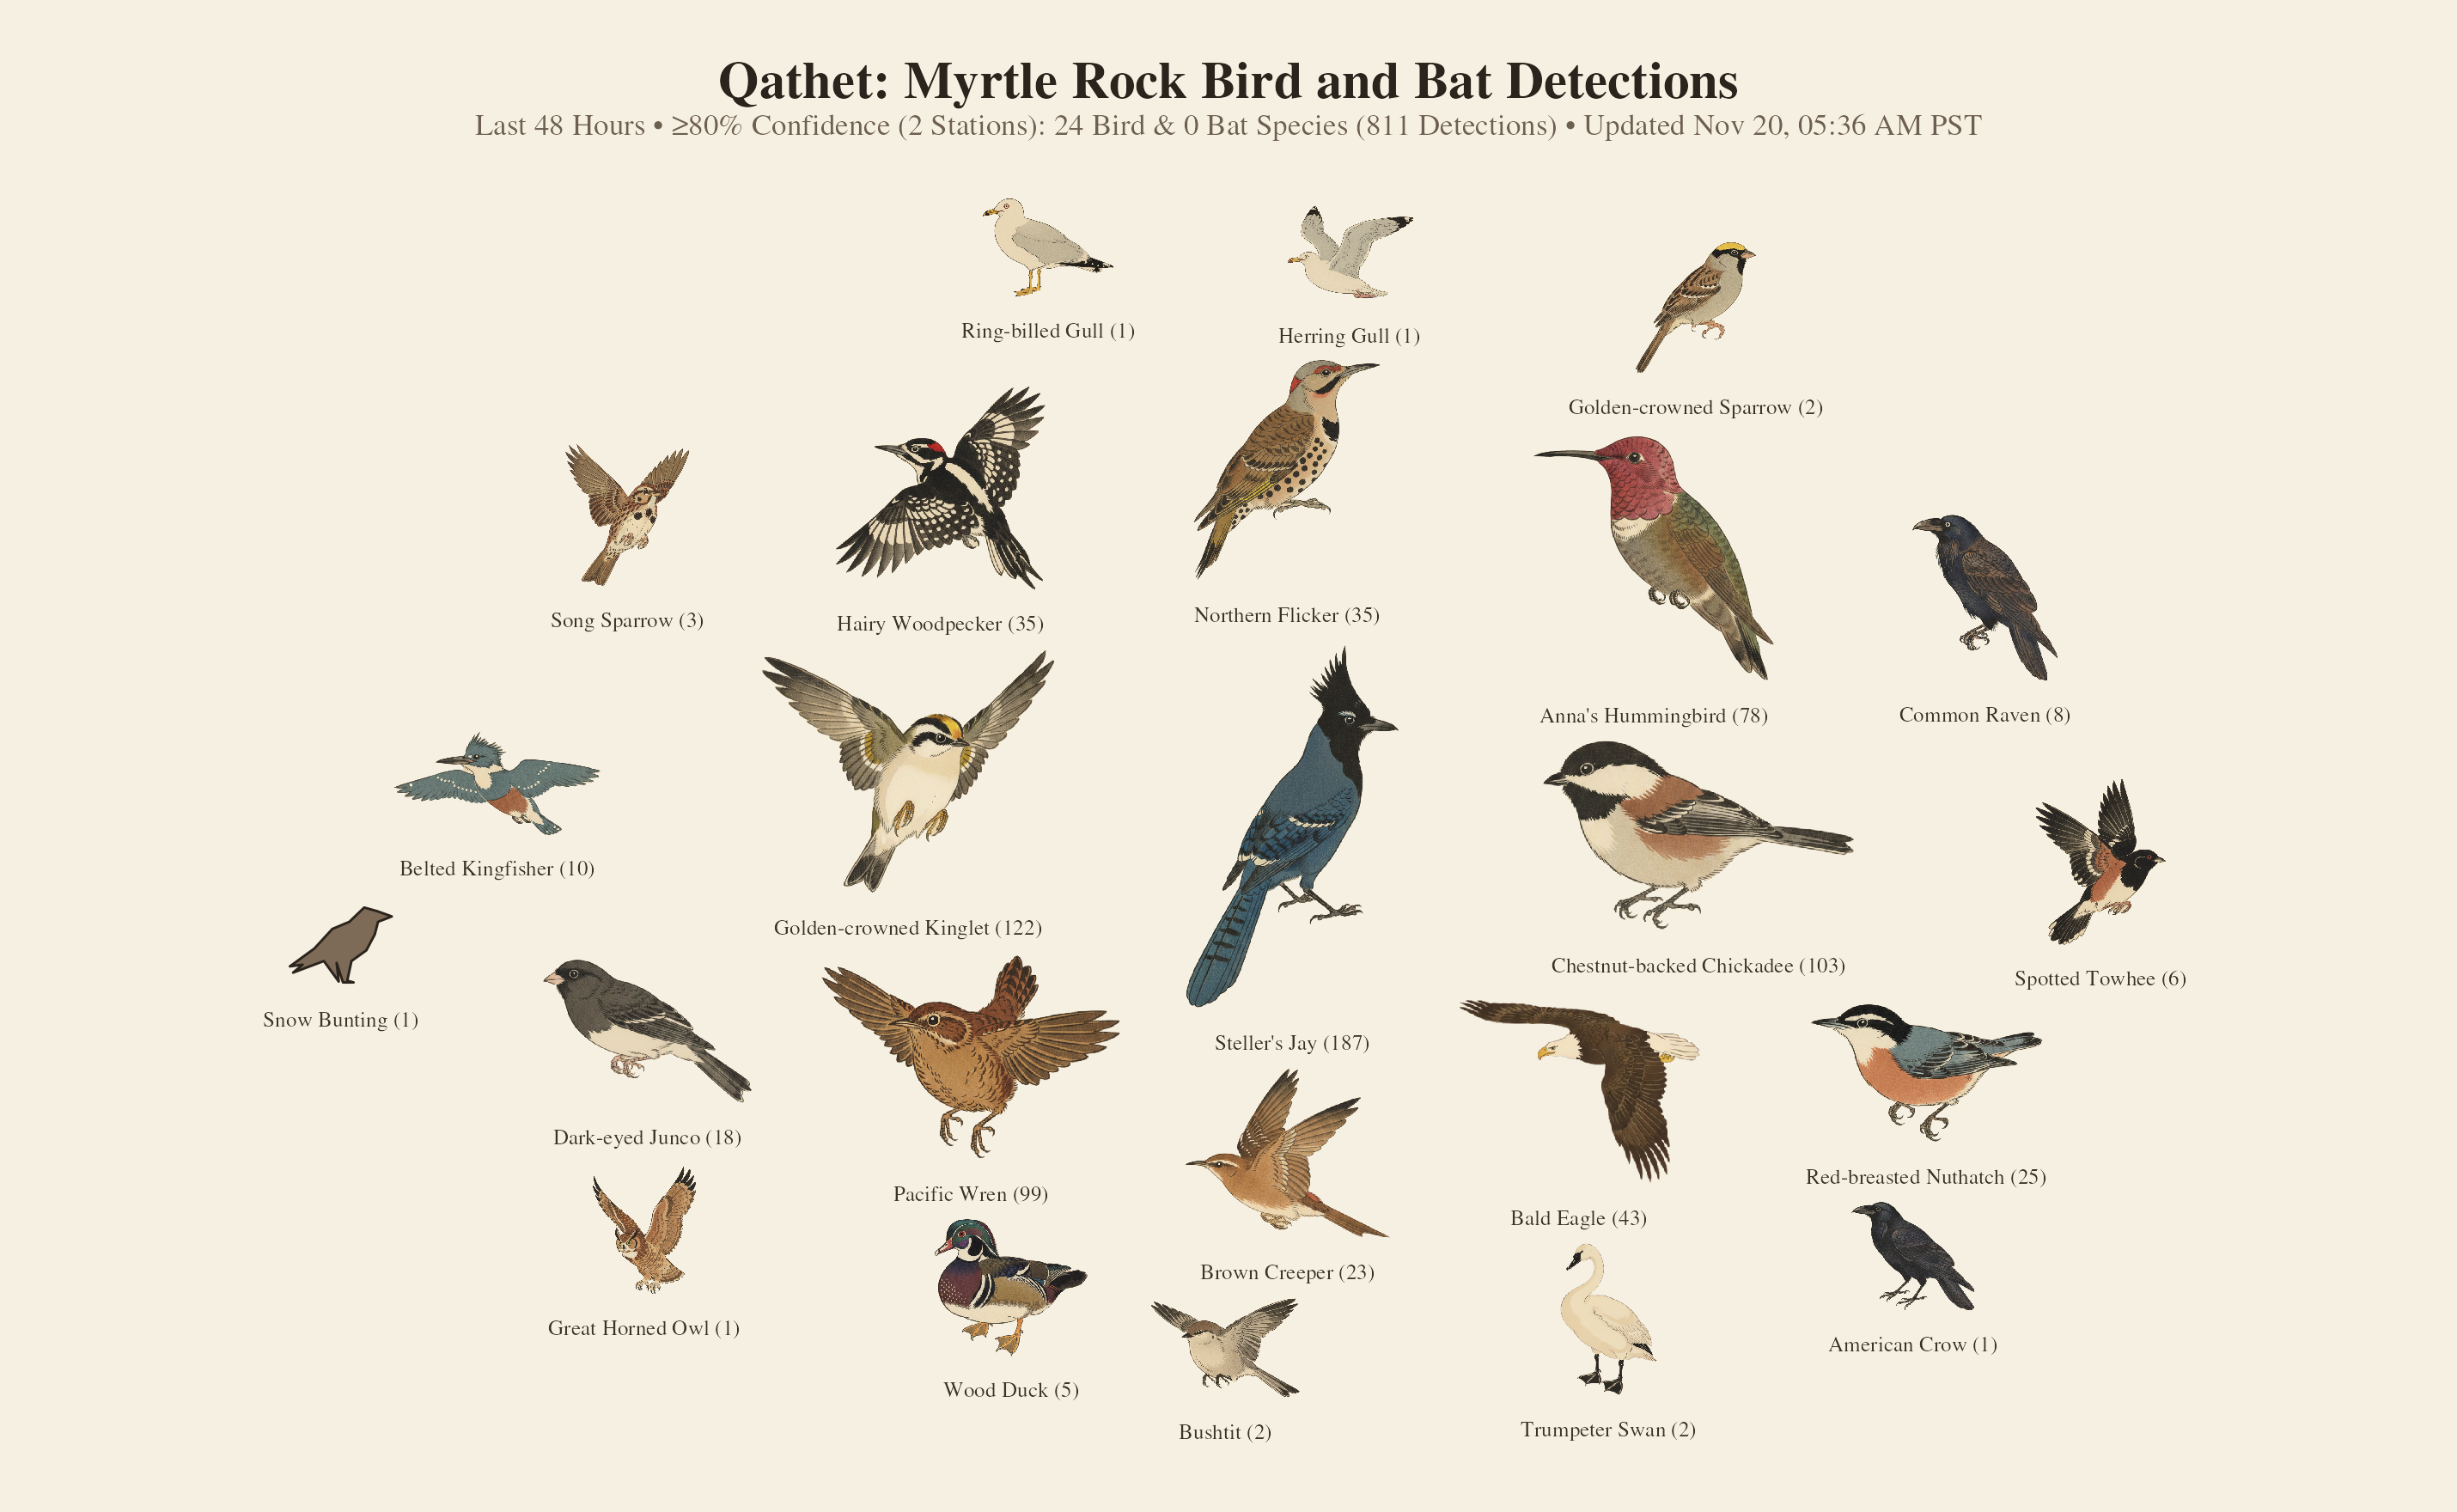 Qathet: Myrtle Rock Bird and Bat Detections
Last 48 Hours • ≥80% Confidence (2 Stations): 24 Bird & 0 Bat Species (811 Detections) • Updated Nov 20, 05:36 AM PST
Ring-billed Gull (1)
Herring Gull (1)
Golden-crowned Sparrow (2)
Song Sparrow (3)
Hairy Woodpecker (35)
Northern Flicker (35)
Anna's Hummingbird (78)
Common Raven (8)
Belted Kingfisher (10)
Golden-crowned Kinglet (122)
Chestnut-backed Chickadee (103)
Spotted Towhee (6)
Snow Bunting (1)
Steller's Jay (187)
Dark-eyed Junco (18)
Pacific Wren (99)
Bald Eagle (43)
Red-breasted Nuthatch (25)
Brown Creeper (23)
Great Horned Owl (1)
American Crow (1)
Wood Duck (5)
Bushtit (2)
Trumpeter Swan (2)